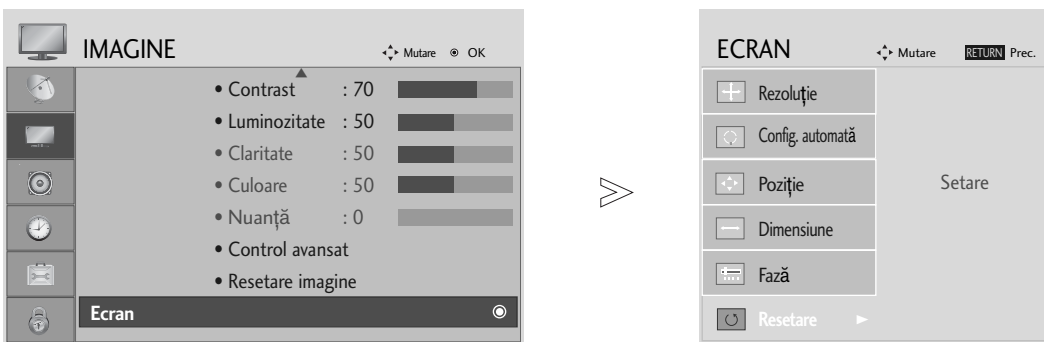 IMAGINE
Mutare OK
• Contrast : 70
• Luminozitate : 50
• Claritate : 50
• Culoare : 50
• Nuanță : 0
• Control avansat
• Resetare imagine
Ecran
ECRAN
Mutare RETURN Prec.
Rezoluție
Config. automată
Poziție
Dimensiune
Fază
Resetare
Setare